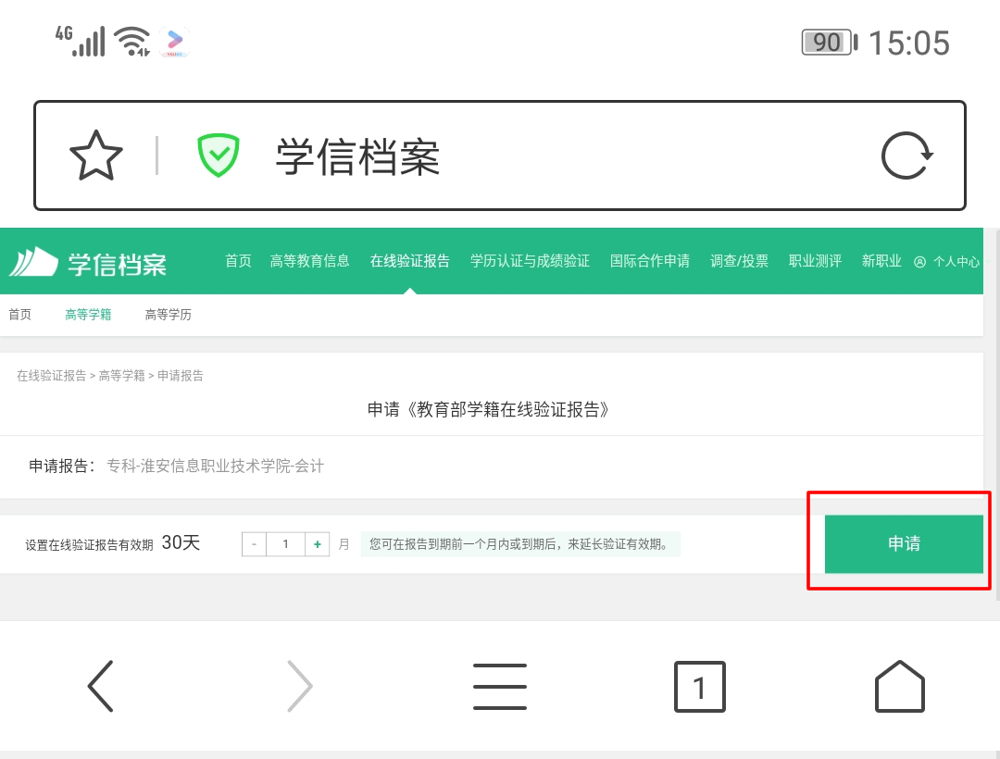 4G
90 15:05
学信档案
学信档案 首页 高等教育信息 在线验证报告 学历认证与成绩验证 国际合作申请 调查/投票 职业测评 新职业 个人中心
首页 高等学籍 高等学历
在线验证报告 > 高等学籍 > 申请报告
申请《教育部学籍在线验证报告》
申请报告： 专科-淮安信息职业技术学院-会计
设置在线验证报告有效期 30天 - 1 + 月 您可在报告到期前一个月内或到期后，来延长验证有效期。 申请
1